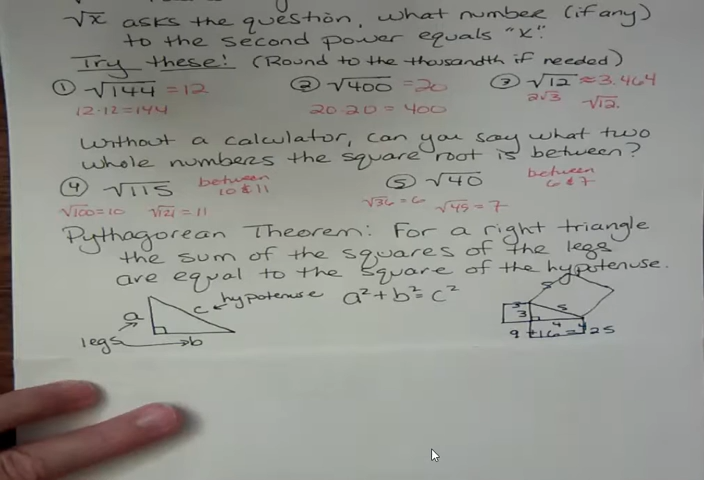 √x asks the question, what number (if any)
to the second power equals "x".
Try these! (Round to the thousandth if needed)
① √144 = 12 ② √400 = 20 ③ √12 ≈ 3.464
12·12=144 20·20 = 400 2√3 √12.
Without a calculator, can you say what two
whole numbers the square root is between?
④ √115 between 10 & 11 ⑤ √40 between 6 & 7
√100=10 √121 = 11 √36 = 6 √49 = 7
Pythagorean Theorem: For a right triangle
the sum of the squares of the legs
are equal to the square of the hypotenuse.
a c hypotenuse a² + b² = c² 5
3 3 5
legs b 4 4
9 + 16 = 25